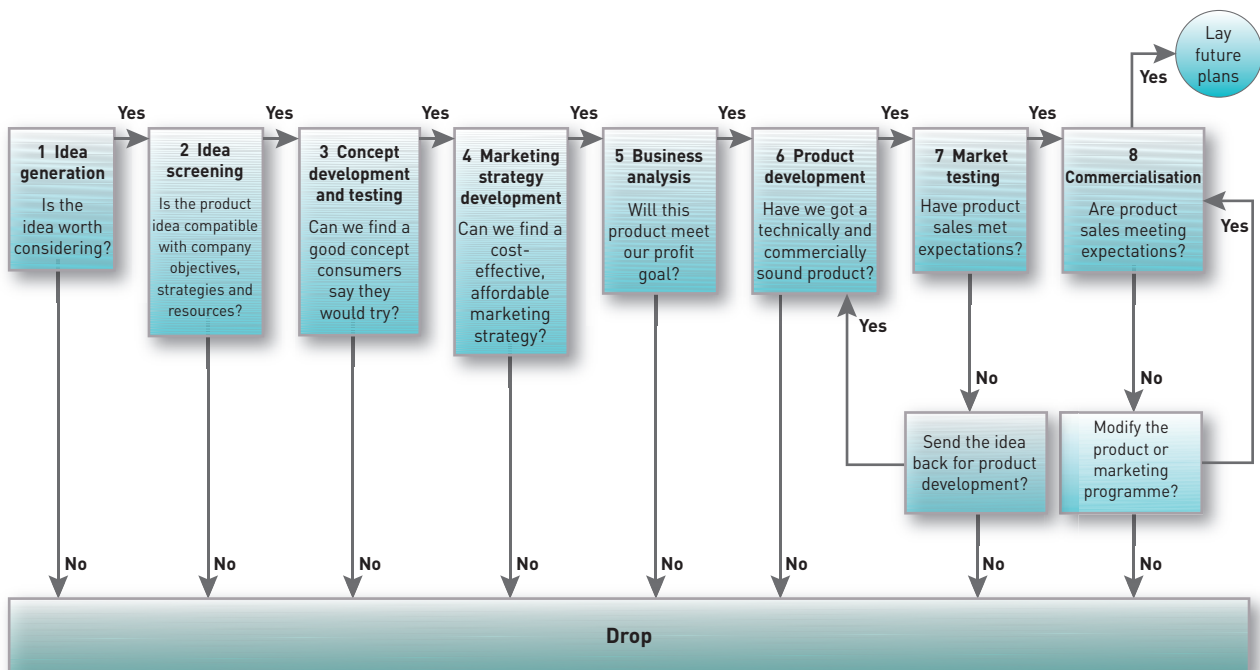 Lay
future
plans
Yes
Yes
Yes
Yes
Yes
Yes
Yes
Yes
1 Idea
generation
Is the
idea worth
considering?
2 Idea
screening
Is the product
idea compatible
with company
objectives,
strategies and
resources?
3 Concept
development
and testing
Can we find a
good concept
consumers
say they
would try?
4 Marketing
strategy
development
Can we find a
cost-
effective,
affordable
marketing
strategy?
5 Business
analysis
Will this
product meet
our profit
goal?
6 Product
development
Have we got a
technically and
commercially
sound product?
7 Market
testing
Have product
sales met
expectations?
8
Commercialisation
Are product
sales meeting
expectations?
Yes
Yes
No
No
Send the idea
back for product
development?
Modify the
product or
marketing
programme?
No
No
No
No
No
No
No
No
Drop